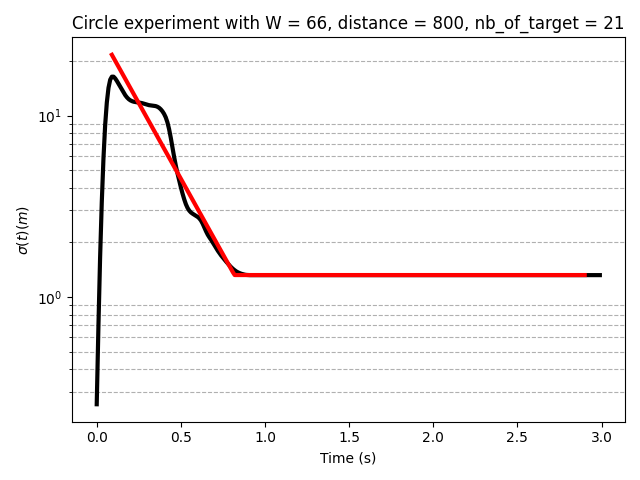 Circle experiment with W = 66, distance = 800, nb_of_target = 21
10¹
10⁰
σ(t)(m)
0.0 0.5 1.0 1.5 2.0 2.5 3.0
Time (s)